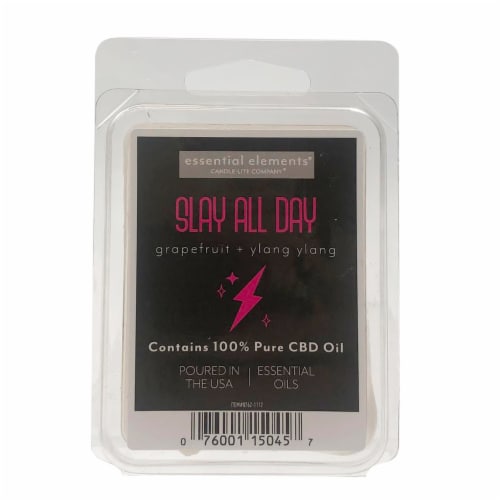 essential elements®
CANDLE-LITE COMPANY®
SLAY ALL DAY
grapefruit + ylang ylang
Contains 100% Pure CBD Oil
POURED IN | ESSENTIAL
THE USA | OILS
0 76001 15045 7